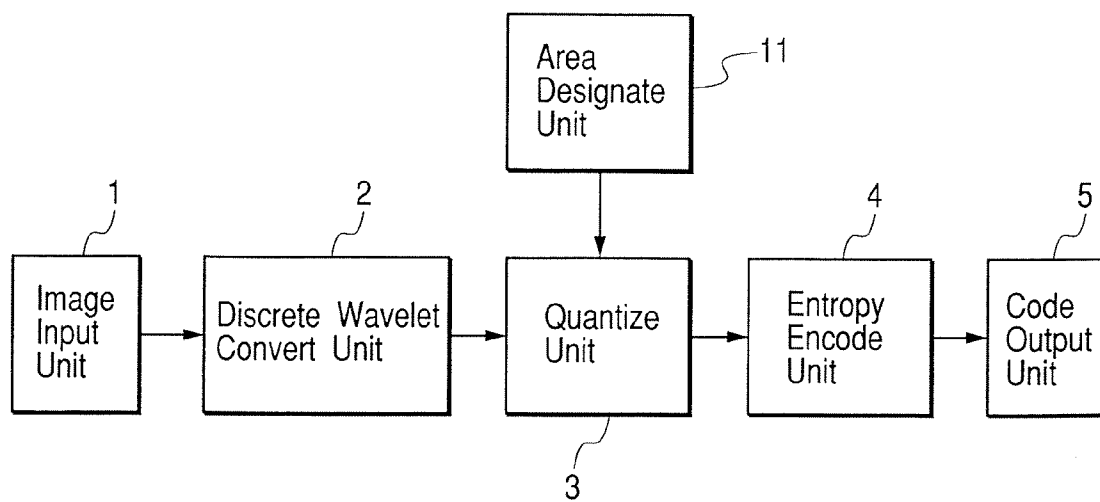 Area
Designate
Unit
11
1
2
4
5
Image
Input
Unit
Discrete Wavelet
Convert Unit
Quantize
Unit
Entropy
Encode
Unit
Code
Output
Unit
3